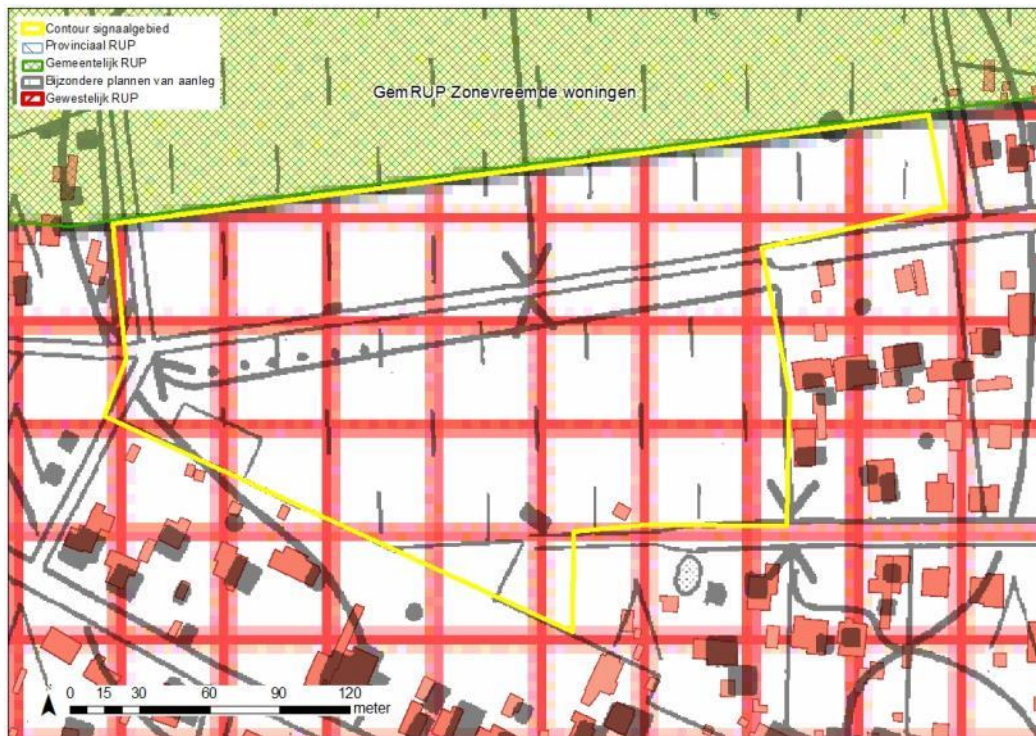 Contour signaalgebied
Provinciaal RUP
Gemeentelijk RUP
Bijzondere plannen van aanleg
Gewestelijk RUP
GemRUP Zonevreemde woningen
0 15 30 60 90 120
meter